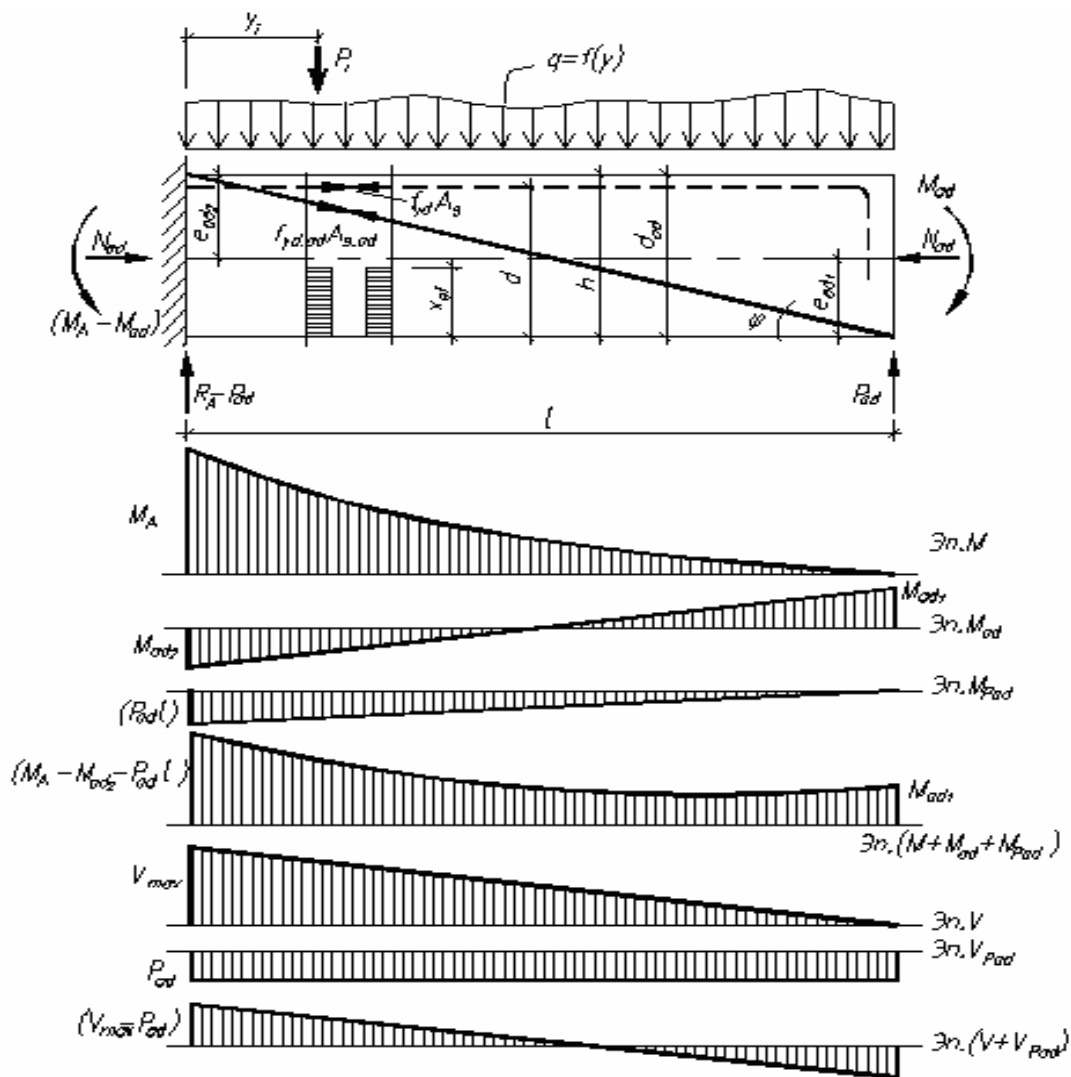 y_i
P_i
q=f(y)
M_ad
f_yd A_s
e_ad2
d_ad
N_ad
N_ad
f_yd.ad A_s.ad
d
h
x_ef
e_ad1
(M_A − M_ad)
φ
R_A − P_ad
P_ad
l
M_A
Эп.M
M_ad1
Эп.M_ad
M_ad2
Эп.M_Pad
(P_ad l)
(M_A − M_ad2 − P_ad l)
M_ad1
Эп.(M+M_ad+M_Pad)
V_max
Эп.V
Эп.V_Pad
P_ad
(V_max − P_ad)
Эп.(V+V_Pad)